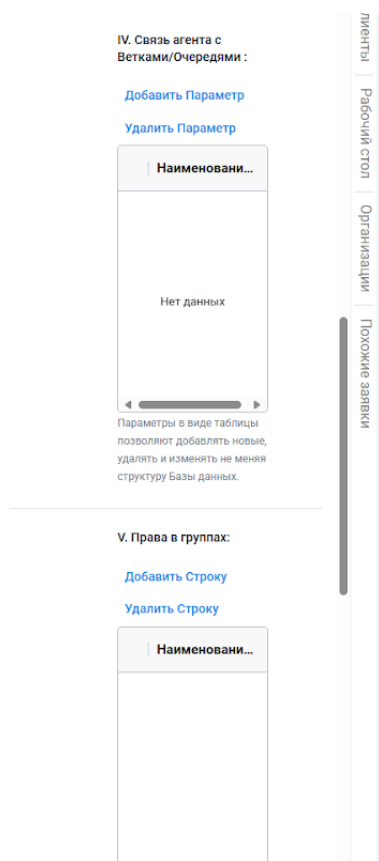 IV. Связь агента с
Ветками/Очередями :
Добавить Параметр
Удалить Параметр
Наименовани...
Нет данных
Параметры в виде таблицы
позволяют добавлять новые,
удалять и изменять не меняя
структуру Базы данных.
V. Права в группах:
Добавить Строку
Удалить Строку
Наименовани...
Рабочий стол
Организации
Похожие заявки